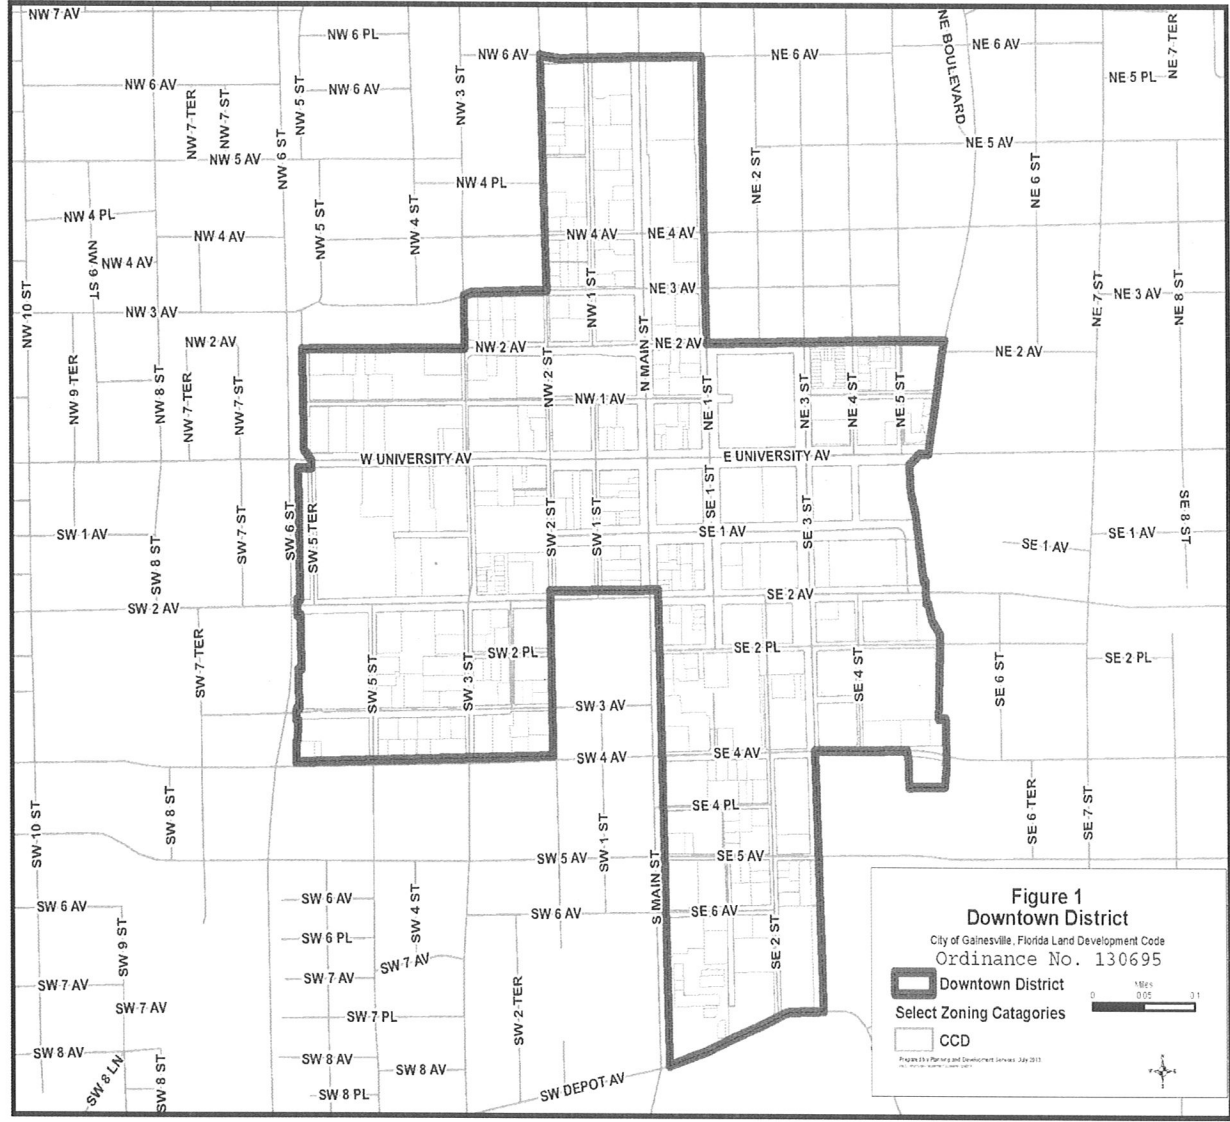 NW 7 AV
NW 6 PL
NW 6 AV
NE 6 AV
NE BOULEVARD
NE 6 AV
NE 7 TER
NE 5 PL
NW 6 AV
NW 7 TER
NW 7 ST
NW 5 ST
NW 6 AV
NW 3 ST
NW 5 AV
NW 6 ST
NE 5 AV
NE 2 ST
NE 6 ST
NW 4 PL
NW 4 PL
NW 5 ST
NW 4 ST
NW 4 AV
NW 4 AV
NE 4 AV
NW 4 AV
NW 9 ST
NW 10 ST
NW 3 AV
NW 1 ST
NE 3 AV
NE 7 ST
NE 3 AV
NE 8 ST
NW 2 AV
NW 2 AV
N MAIN ST
NE 2 AV
NE 2 AV
NW 9 TER
NW 8 ST
NW 7 TER
NW 7 ST
NW 2 ST
NW 1 AV
NE 1 ST
NE 3 ST
NE 4 ST
NE 5 ST
W UNIVERSITY AV
E UNIVERSITY AV
SW 1 AV
SW 8 ST
SW 7 ST
SW 6 ST
SW 5 TER
SW 2 ST
SW 1 ST
SE 1 ST
SE 1 AV
SE 3 ST
SE 1 AV
SE 1 AV
SE 8 ST
SW 2 AV
SE 2 AV
SW 7 TER
SW 5 ST
SW 3 ST
SW 2 PL
SE 2 PL
SE 4 ST
SE 6 ST
SE 2 PL
SW 3 AV
SW 4 AV
SE 4 AV
SW 10 ST
SW 8 ST
SE 4 PL
SE 6 TER
SE 7 ST
SW 1 ST
SW 5 AV
S MAIN ST
SE 5 AV
SW 6 AV
SW 9 ST
SW 6 AV
SW 4 ST
SW 6 AV
SE 6 AV
SE 2 ST
SW 6 PL
SW 7 AV
SW 7 AV
SW 7 AV
SW 7 AV
SW 7 PL
SW 2 TER
SW 8 AV
SW 8 LN
SW 8 ST
SW 8 AV
SW 8 AV
SW 8 PL
SW DEPOT AV
Figure 1
Downtown District
City of Gainesville, Florida Land Development Code
Ordinance No. 130695
Downtown District
Miles
0 0.05 0.1
Select Zoning Catagories
CCD
Prepared by Planning and Development Services July 2013